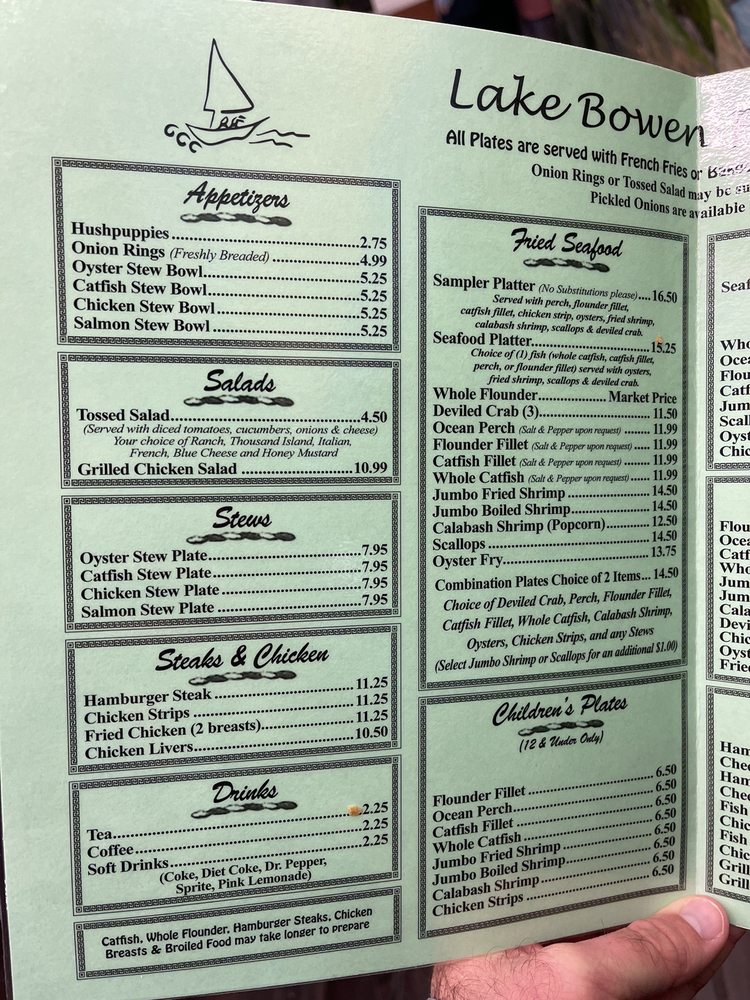 Lake Bowen
All Plates are served with French Fries or
Onion Rings or Tossed Salad may be
Pickled Onions are available
Appetizers
Hushpuppies 2.75
Onion Rings (Freshly Breaded) 4.99
Oyster Stew Bowl 5.25
Catfish Stew Bowl 5.25
Chicken Stew Bowl 5.25
Salmon Stew Bowl 5.25
Salads
Tossed Salad 4.50
(Served with diced tomatoes, cucumbers, onions & cheese)
Your choice of Ranch, Thousand Island, Italian,
French, Blue Cheese and Honey Mustard
Grilled Chicken Salad 10.99
Stews
Oyster Stew Plate 7.95
Catfish Stew Plate 7.95
Chicken Stew Plate 7.95
Salmon Stew Plate 7.95
Steaks & Chicken
Hamburger Steak 11.25
Chicken Strips 11.25
Fried Chicken (2 breasts) 11.25
Chicken Livers 10.50
Drinks
Tea 2.25
Coffee 2.25
Soft Drinks 2.25
(Coke, Diet Coke, Dr. Pepper,
Sprite, Pink Lemonade)
Catfish, Whole Flounder, Hamburger Steaks, Chicken
Breasts & Broiled Food may take longer to prepare
Fried Seafood
Sampler Platter (No Substitutions please) 16.50
Served with perch, flounder fillet,
catfish fillet, chicken strip, oysters, fried shrimp,
calabash shrimp, scallops & deviled crab.
Seafood Platter 15.25
Choice of (1) fish (whole catfish, catfish fillet,
perch, or flounder fillet) served with oysters,
fried shrimp, scallops & deviled crab.
Whole Flounder Market Price
Deviled Crab (3) 11.50
Ocean Perch (Salt & Pepper upon request) 11.99
Flounder Fillet (Salt & Pepper upon request) 11.99
Catfish Fillet (Salt & Pepper upon request) 11.99
Whole Catfish (Salt & Pepper upon request) 11.99
Jumbo Fried Shrimp 14.50
Jumbo Boiled Shrimp 14.50
Calabash Shrimp (Popcorn) 12.50
Scallops 14.50
Oyster Fry 13.75
Combination Plates Choice of 2 Items 14.50
Choice of Deviled Crab, Perch, Flounder Fillet,
Catfish Fillet, Whole Catfish, Calabash Shrimp,
Oysters, Chicken Strips, and any Stews
(Select Jumbo Shrimp or Scallops for an additional $1.00)
Children's Plates
(12 & Under Only)
Flounder Fillet 6.50
Ocean Perch 6.50
Catfish Fillet 6.50
Whole Catfish 6.50
Jumbo Fried Shrimp 6.50
Jumbo Boiled Shrimp 6.50
Calabash Shrimp 6.50
Chicken Strips 6.50